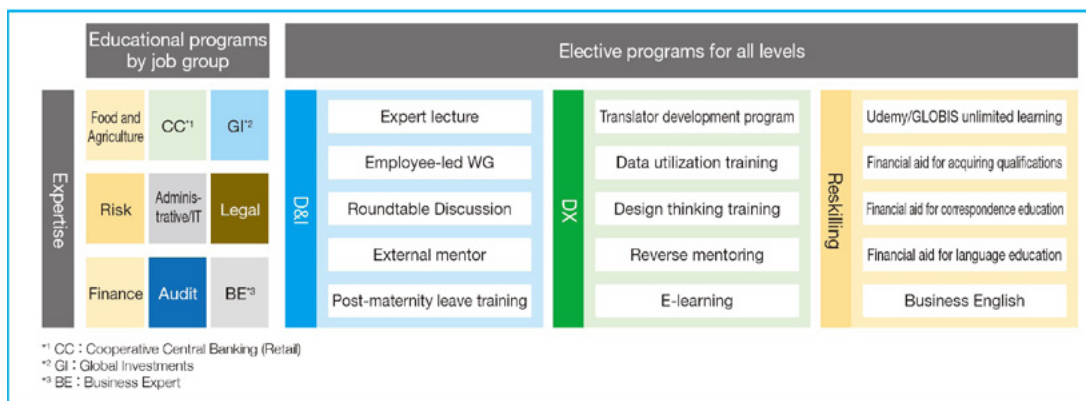 Educational programs
by job group
Elective programs for all levels
Expertise
Food and
Agriculture
CC*1
GI*2
Risk
Adminis-
trative/IT
Legal
Finance
Audit
BE*3
D&I
Expert lecture
Employee-led WG
Roundtable Discussion
External mentor
Post-maternity leave training
DX
Translator development program
Data utilization training
Design thinking training
Reverse mentoring
E-learning
Reskilling
Udemy/GLOBIS unlimited learning
Financial aid for acquiring qualifications
Financial aid for correspondence education
Financial aid for language education
Business English
*1 CC：Cooperative Central Banking (Retail)
*2 GI：Global Investments
*3 BE：Business Expert